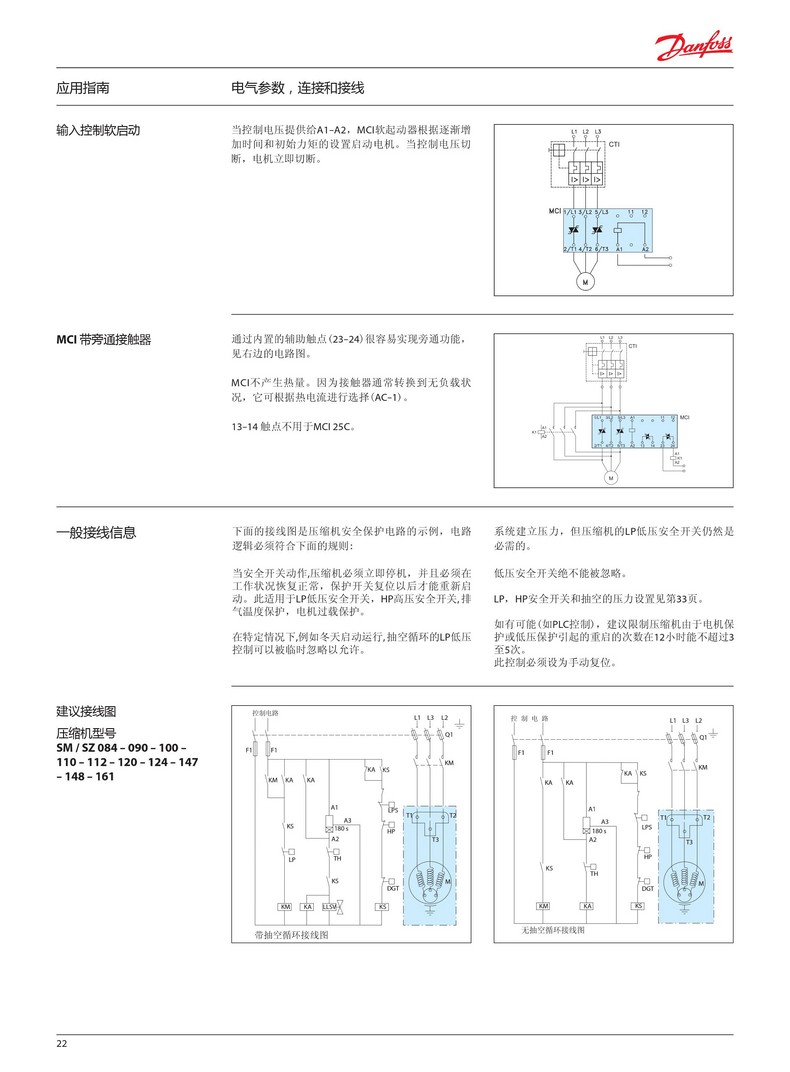 Danfoss
应用指南
电气参数，连接和接线
输入控制软启动
当控制电压提供给A1–A2，MCI软起动器根据逐渐增
加时间和初始力矩的设置启动电机。当控制电压切
断，电机立即切断。
L1 L2 L3
CTI
I> I> I>
MCI 1/L1 3/L2 5/L3 11 12
2/T1 4/T2 6/T3 A1 A2
M
MCI 带旁通接触器
通过内置的辅助触点（23–24）很容易实现旁通功能，
见右边的电路图。
MCI不产生热量。因为接触器通常转换到无负载状
况，它可根据热电流进行选择（AC–1）。
13–14 触点不用于MCI 25C。
L1 L2 L3
CTI
I> I> I>
MCI
K1 A1
A2
A1
K1
A2
M
一般接线信息
下面的接线图是压缩机安全保护电路的示例，电路
逻辑必须符合下面的规则：
当安全开关动作,压缩机必须立即停机，并且必须在
工作状况恢复正常，保护开关复位以后才能重新启
动。此适用于LP低压安全开关，HP高压安全开关,排
气温度保护，电机过载保护。
在特定情况下,例如冬天启动运行,抽空循环的LP低压
控制可以被临时忽略以允许。
系统建立压力，但压缩机的LP低压安全开关仍然是
必需的。
低压安全开关绝不能被忽略。
LP，HP安全开关和抽空的压力设置见第33页。
如有可能（如PLC控制），建议限制压缩机由于电机保
护或低压保护引起的重启的次数在12小时能不超过3
至5次。
此控制必须设为手动复位。
建议接线图
压缩机型号
SM / SZ 084 – 090 – 100 –
110 – 112 – 120 – 124 – 147
– 148 – 161
控制电路
L1 L3 L2
Q1
F1 F1
KM
KA KS
KM KA KA
A1
LPS
T1 T2
A3
180 s
KS
HP
A2
T3
LP
TH
KS
DGT
M
KM KA LLSV KS
带抽空循环接线图
控 制 电 路
L1 L3 L2
Q1
F1 F1
KM
KA KS
KA KA
A1
T1 T2
A3
LPS
180 s
A2
T3
HP
KS
TH
DGT
M
KM KA KS
无抽空循环接线图
22